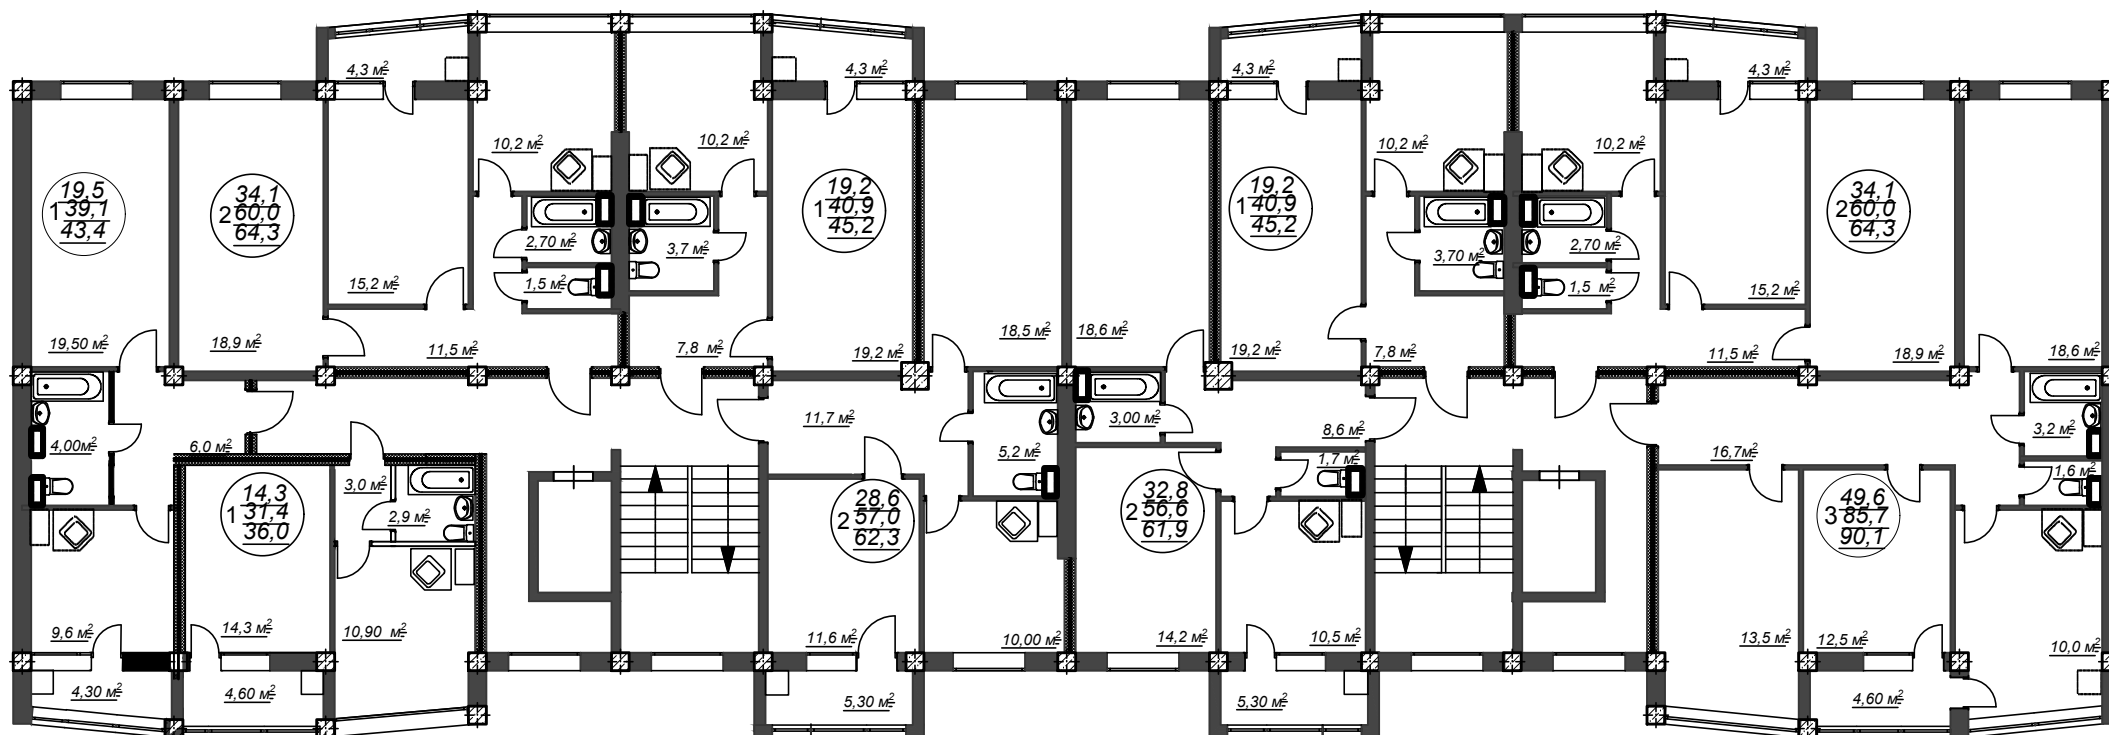 4,3 м²
4,3 м²
4,3 м²
4,3 м²
10,2 м²
10,2 м²
10,2 м²
10,2 м²
19,5
1 39,1
43,4
34,1
2 60,0
64,3
19,2
1 40,9
45,2
19,2
1 40,9
45,2
34,1
2 60,0
64,3
2,70 м²
3,7 м²
3,70 м²
2,70 м²
15,2 м²
1,5 м²
1,5 м²
15,2 м²
19,50 м²
18,9 м²
11,5 м²
7,8 м²
19,2 м²
18,5 м²
18,6 м²
19,2 м²
7,8 м²
11,5 м²
18,9 м²
18,6 м²
4,00м²
6,0 м²
11,7 м²
5,2 м²
3,00 м²
8,6 м²
1,7 м²
16,7м²
3,2 м²
1,6 м²
14,3
1 31,4
36,0
3,0 м²
2,9 м²
28,6
2 57,0
62,3
32,8
2 56,6
61,9
49,6
3 85,7
90,1
9,6 м²
14,3 м²
10,90 м²
11,6 м²
10,00 м²
14,2 м²
10,5 м²
13,5 м²
12,5 м²
10,0 м²
4,30 м²
4,60 м²
5,30 м²
5,30 м²
4,60 м²